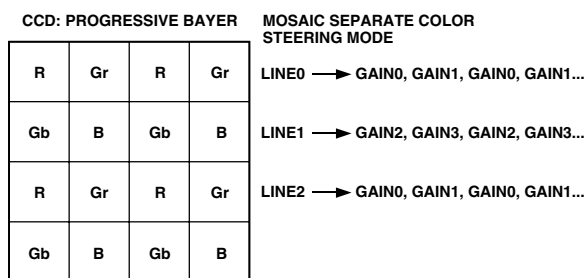 CCD: PROGRESSIVE BAYER
MOSAIC SEPARATE COLOR
STEERING MODE
R Gr R Gr
LINE0 GAIN0, GAIN1, GAIN0, GAIN1...
Gb B Gb B
LINE1 GAIN2, GAIN3, GAIN2, GAIN3...
R Gr R Gr
LINE2 GAIN0, GAIN1, GAIN0, GAIN1...
Gb B Gb B